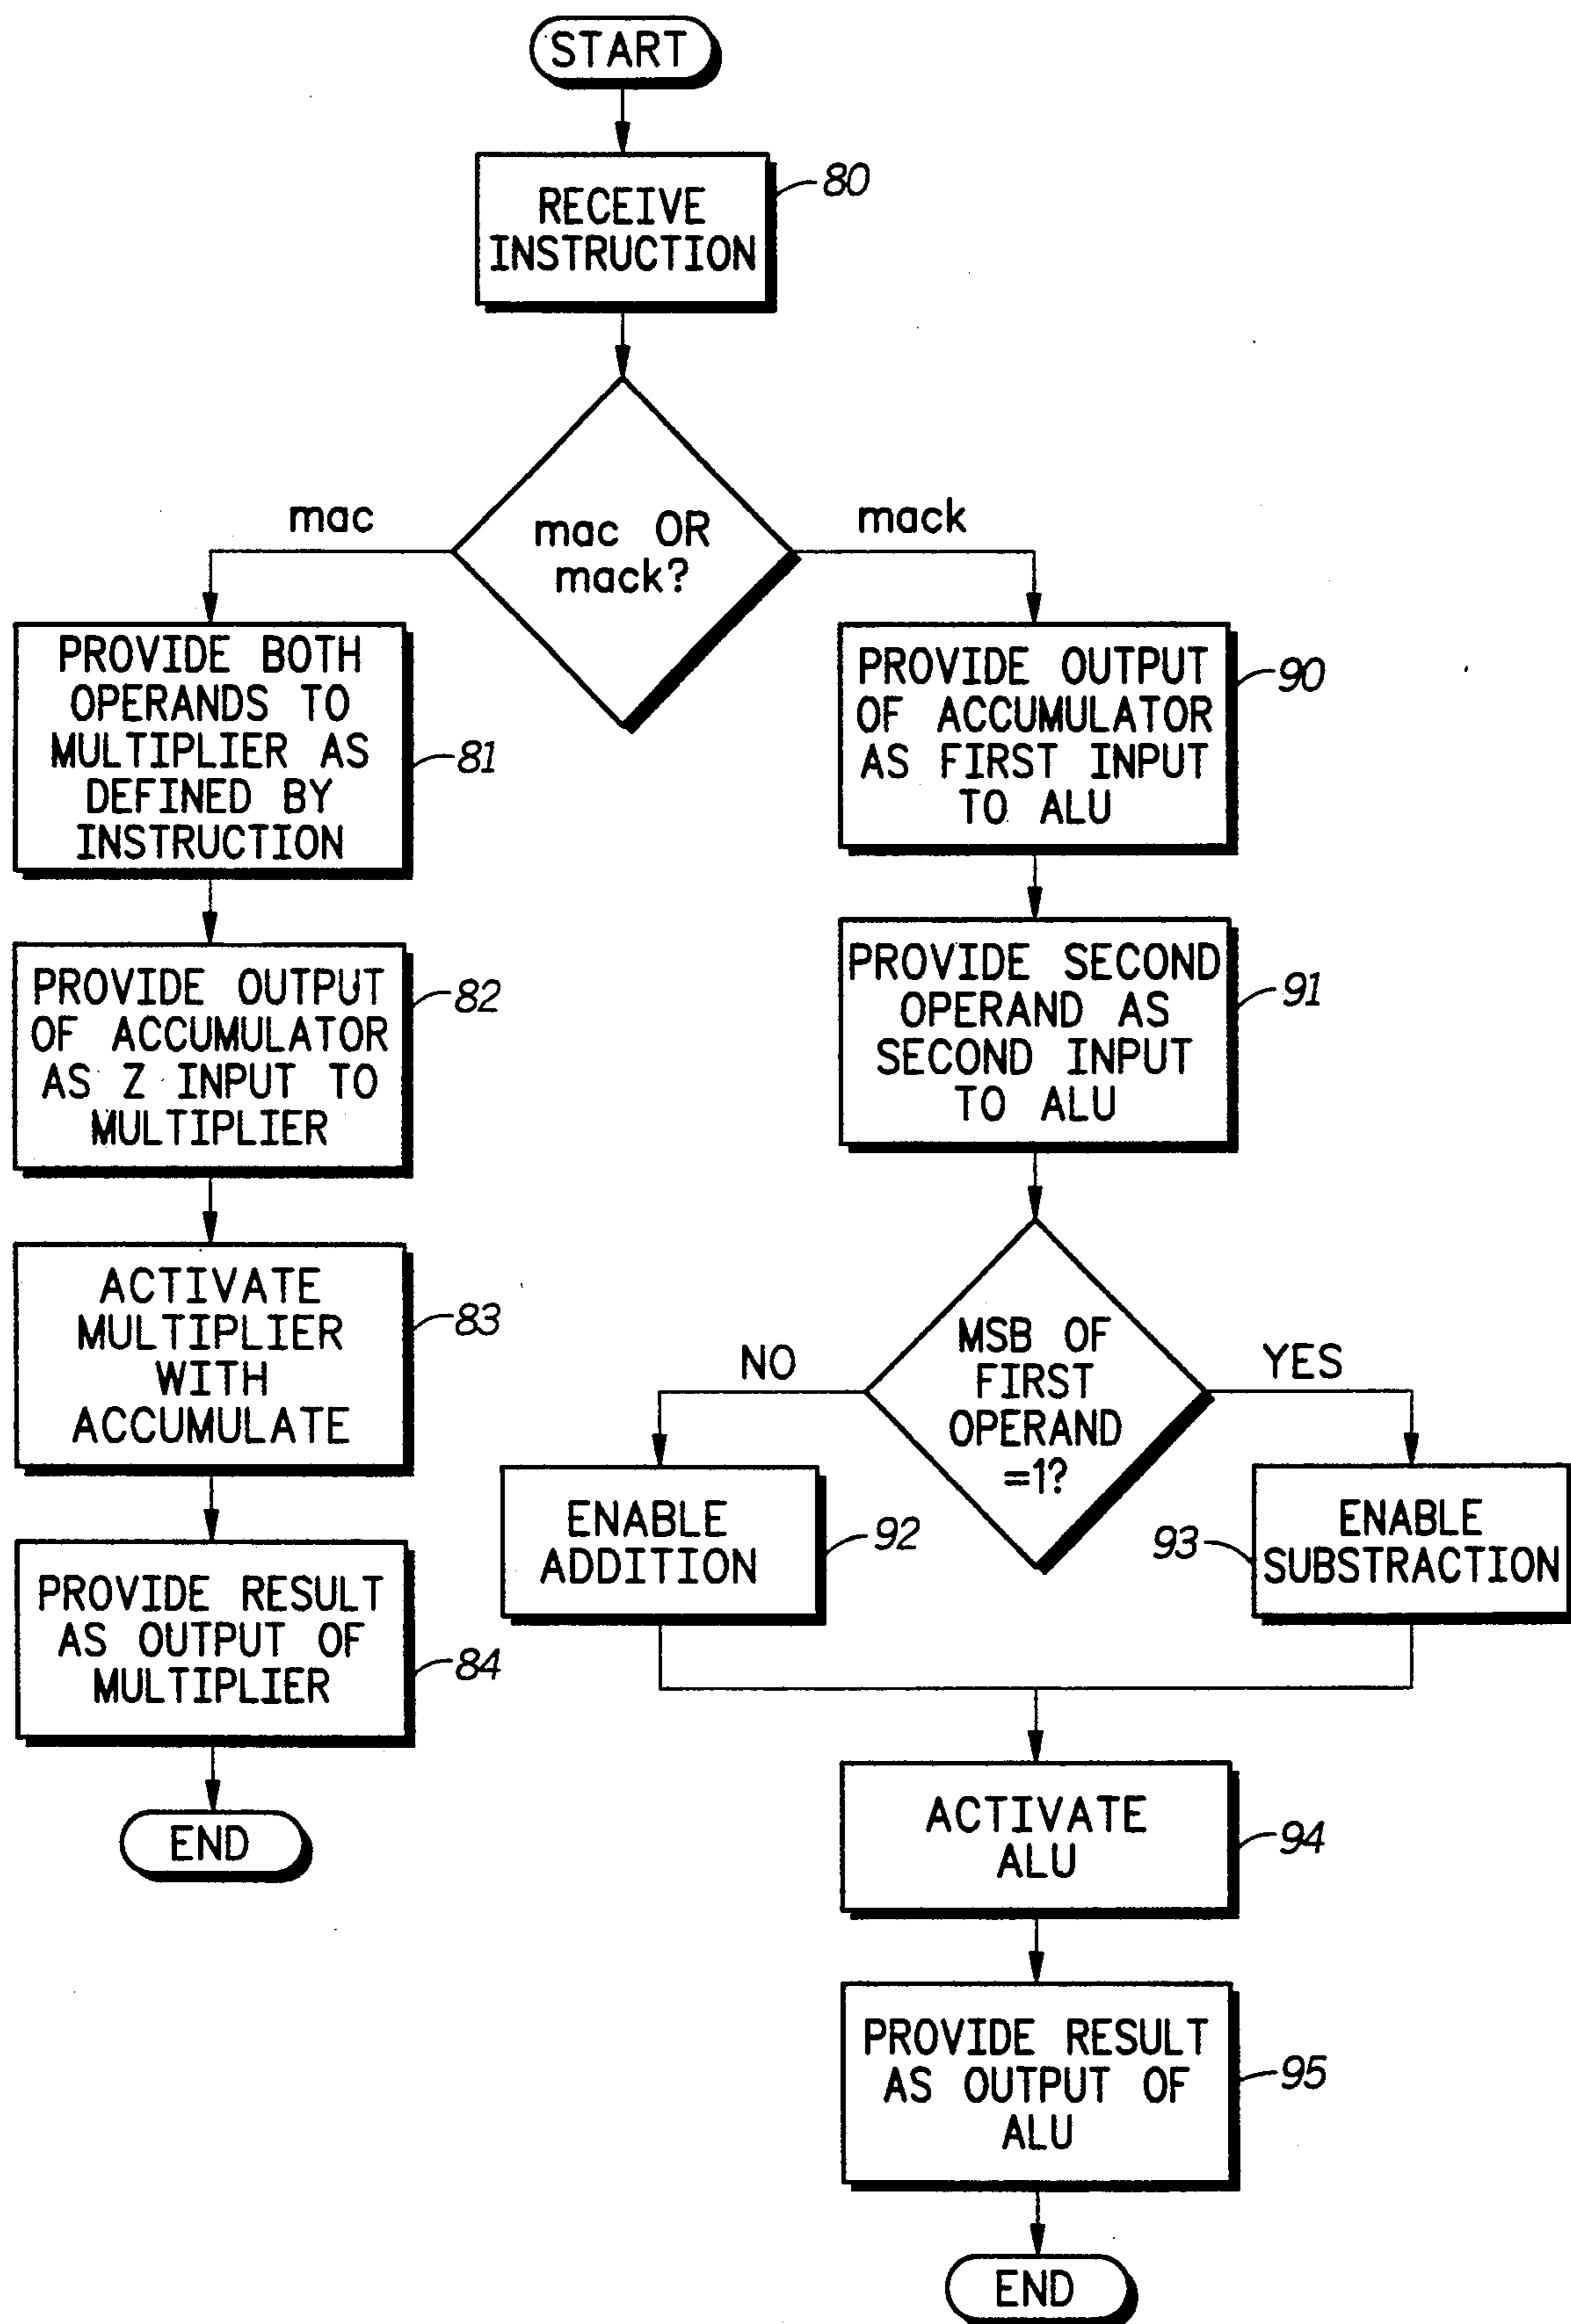 START
RECEIVE
INSTRUCTION
80
mac OR
mack?
mac
mack
PROVIDE BOTH
OPERANDS TO
MULTIPLIER AS
DEFINED BY
INSTRUCTION
81
PROVIDE OUTPUT
OF ACCUMULATOR
AS Z INPUT TO
MULTIPLIER
82
ACTIVATE
MULTIPLIER
WITH
ACCUMULATE
83
PROVIDE RESULT
AS OUTPUT OF
MULTIPLIER
84
END
PROVIDE OUTPUT
OF ACCUMULATOR
AS FIRST INPUT
TO ALU
90
PROVIDE SECOND
OPERAND AS
SECOND INPUT
TO ALU
91
MSB OF
FIRST
OPERAND
=1?
NO
YES
ENABLE
ADDITION
92
93
ENABLE
SUBSTRACTION
ACTIVATE
ALU
94
PROVIDE RESULT
AS OUTPUT OF
ALU
95
END